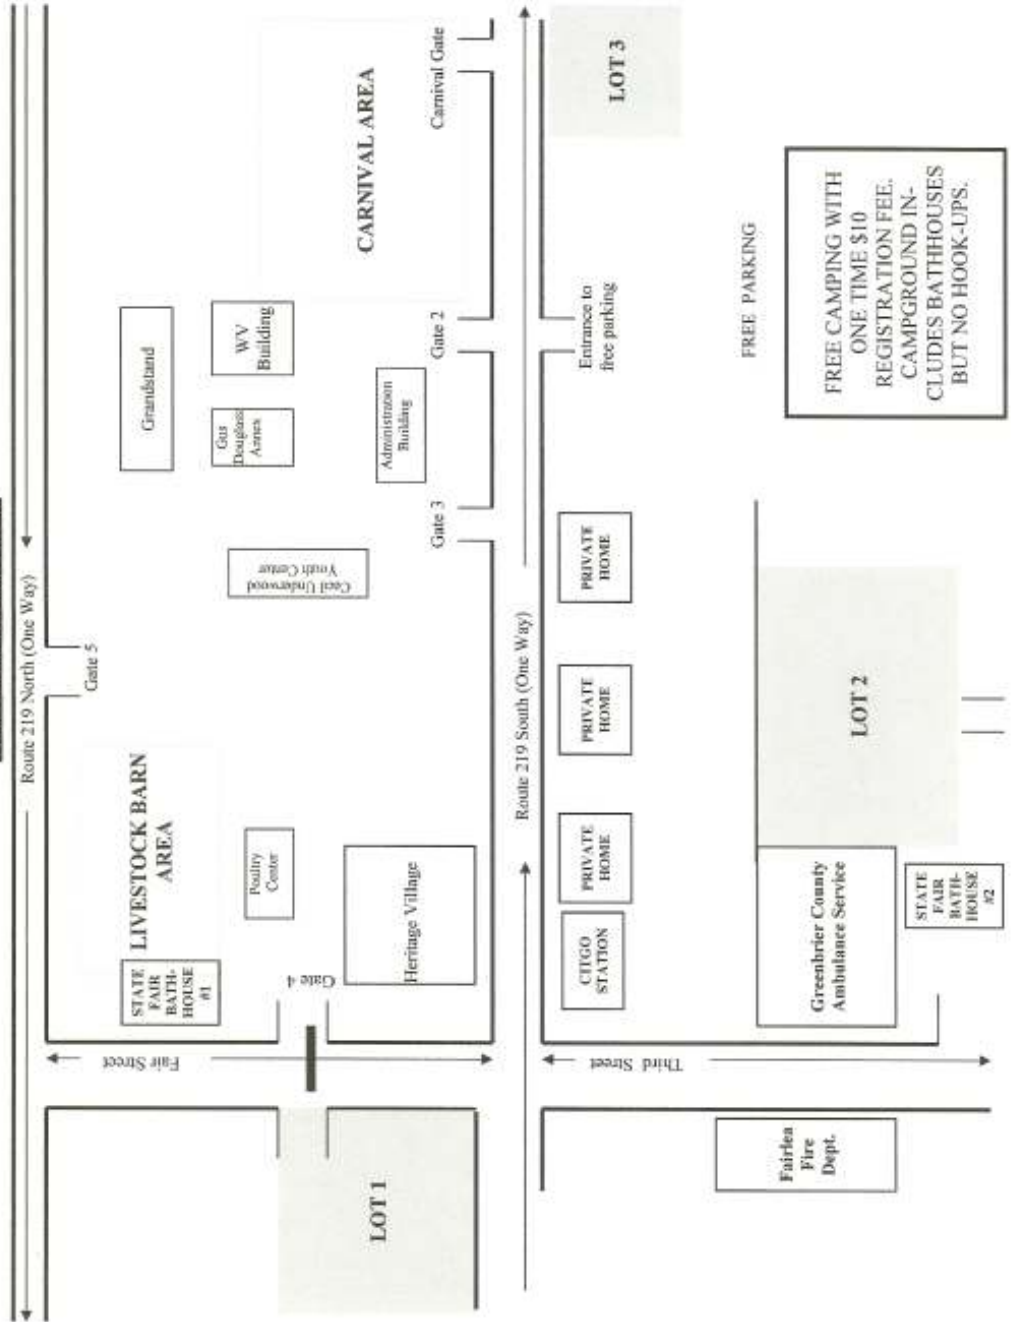 Route 219 North (One Way)
Gate 5
LIVESTOCK BARN
AREA
STATE
FAIR
BATH-
HOUSE
#1
Poultry
Center
Gate 4
Heritage Village
Fair Street
Cecil Underwood
Youth Center
Grandstand
Gus
Douglass
Annex
WV
Building
Administration
Building
Gate 3
Gate 2
CARNIVAL AREA
Carnival Gate
Route 219 South (One Way)
LOT 1
Third Street
Fairlea
Fire
Dept.
CITGO
STATION
PRIVATE
HOME
PRIVATE
HOME
PRIVATE
HOME
Entrance to
free parking
LOT 3
Greenbrier County
Ambulance Service
STATE
FAIR
BATH-
HOUSE
#2
LOT 2
FREE PARKING
FREE CAMPING WITH
ONE TIME $10
REGISTRATION FEE.
CAMPGROUND IN-
CLUDES BATHHOUSES
BUT NO HOOK-UPS.